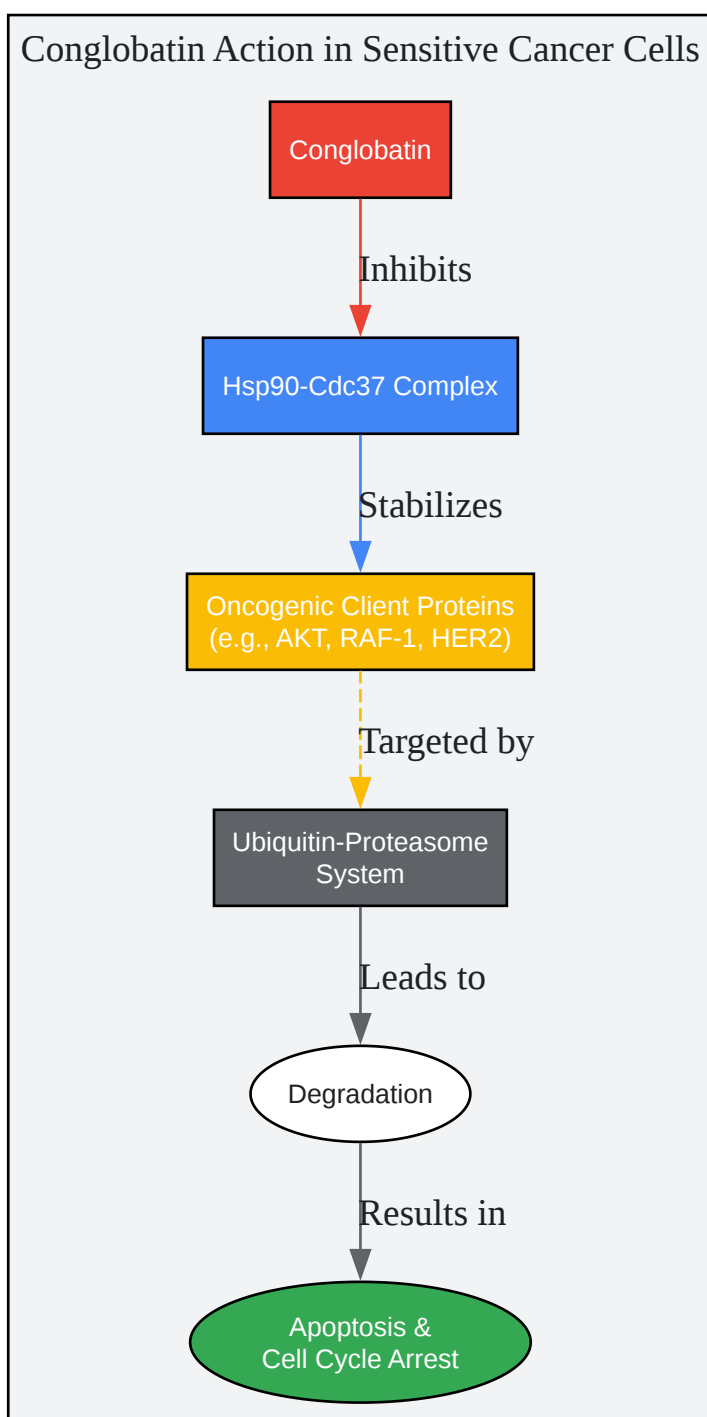 Conglobatin Action in Sensitive Cancer Cells
Conglobatin
Inhibits
Hsp90-Cdc37 Complex
Stabilizes
Oncogenic Client Proteins
(e.g., AKT, RAF-1, HER2)
Targeted by
Ubiquitin-Proteasome
System
Leads to
Degradation
Results in
Apoptosis &
Cell Cycle Arrest